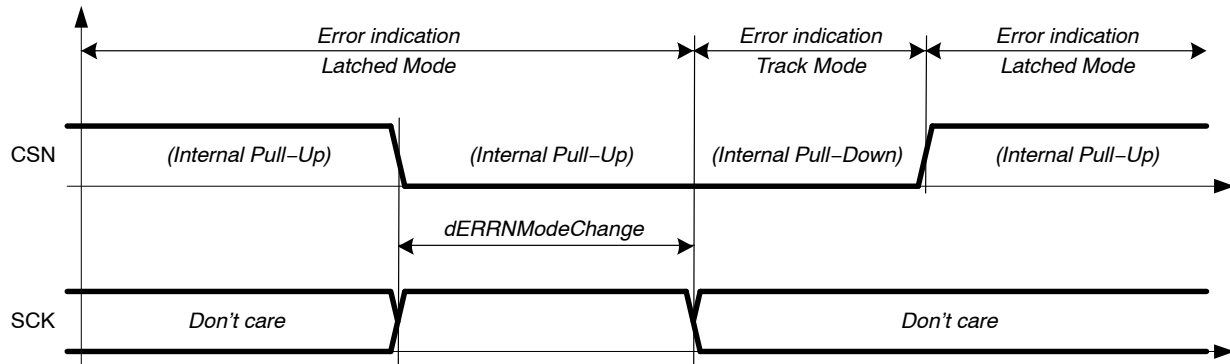 Error indication
Latched Mode
Error indication
Track Mode
Error indication
Latched Mode
CSN
(Internal Pull−Up)
(Internal Pull−Up)
(Internal Pull−Down)
(Internal Pull−Up)
dERRNModeChange
SCK
Don't care
Don't care